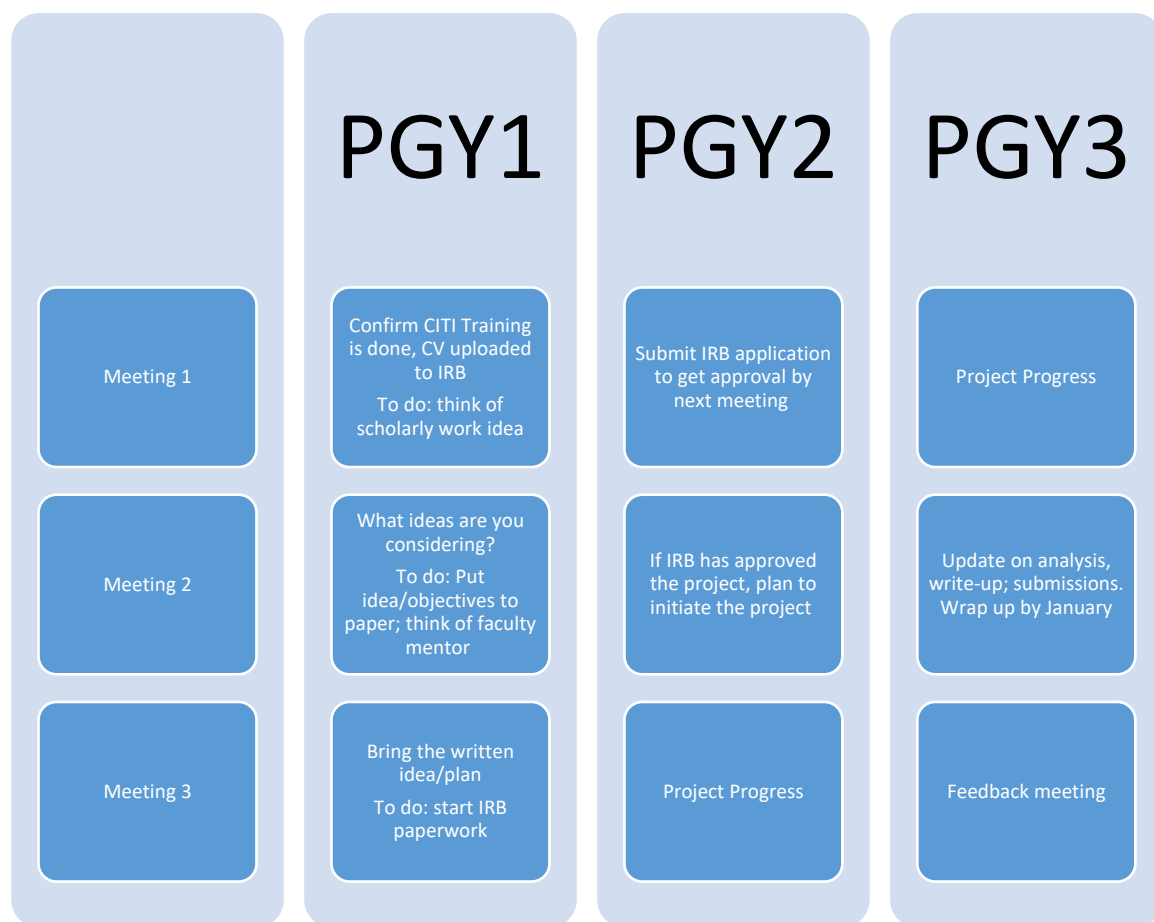 PGY1
PGY2
PGY3
Meeting 1
Confirm CITI Training
is done, CV uploaded
to IRB
To do: think of
scholarly work idea
Submit IRB application
to get approval by
next meeting
Project Progress
Meeting 2
What ideas are you
considering?
To do: Put
idea/objectives to
paper; think of faculty
mentor
If IRB has approved
the project, plan to
initiate the project
Update on analysis,
write-up; submissions.
Wrap up by January
Meeting 3
Bring the written
idea/plan
To do: start IRB
paperwork
Project Progress
Feedback meeting